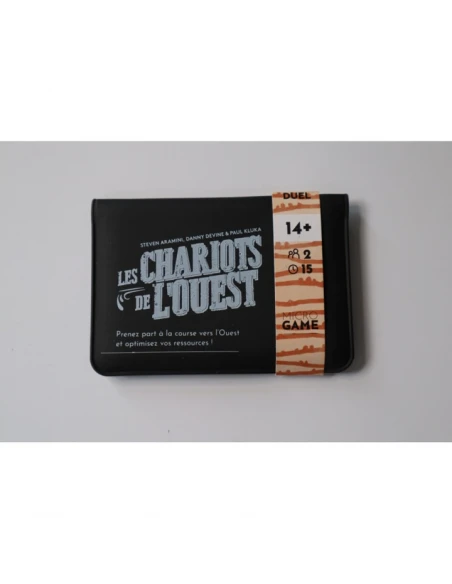 STEVEN ARAMINI, DANNY DEVINE & PAUL KLUKA
LES CHARIOTS
DE L'OUEST
Prenez part à la course vers l'Ouest
et optimisez vos ressources !
DUEL
14+
2
15
MICRO
GAME